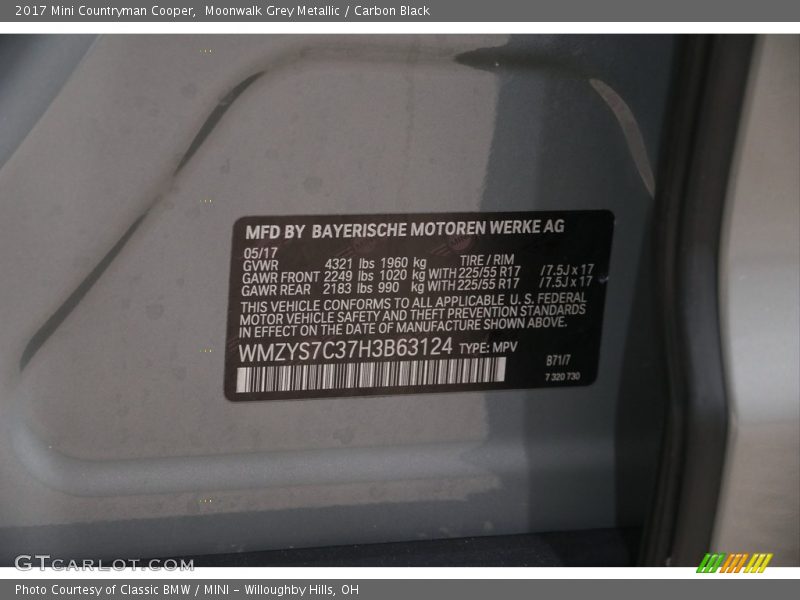 2017 Mini Countryman Cooper, Moonwalk Grey Metallic / Carbon Black
MFD BY BAYERISCHE MOTOREN WERKE AG
05/17
GVWR 4321 lbs 1960 kg TIRE / RIM
GAWR FRONT 2249 lbs 1020 kg WITH 225/55 R17 /7.5J x 17
GAWR REAR 2183 lbs 990 kg WITH 225/55 R17 /7.5J x 17
THIS VEHICLE CONFORMS TO ALL APPLICABLE U. S. FEDERAL
MOTOR VEHICLE SAFETY AND THEFT PREVENTION STANDARDS
IN EFFECT ON THE DATE OF MANUFACTURE SHOWN ABOVE.
WMZYS7C37H3B63124 TYPE: MPV
B71/7
7 320 730
GTcarlot.com
Photo Courtesy of Classic BMW / MINI - Willoughby Hills, OH